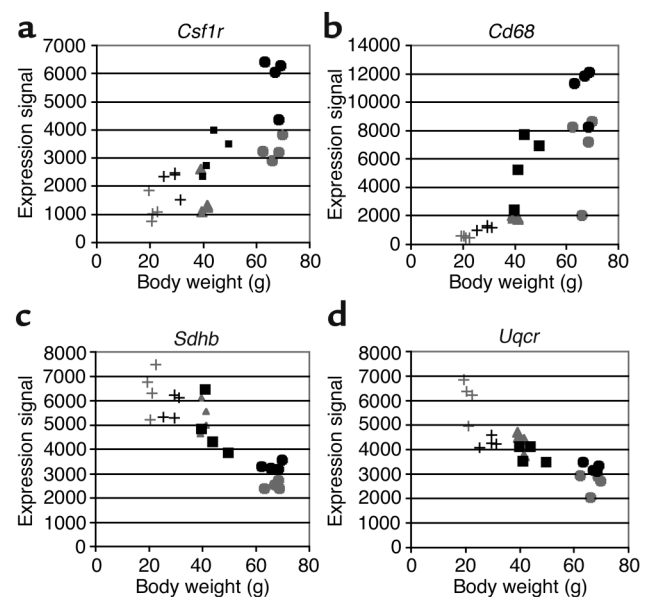 a
Csf1r
Expression signal
7000
6000
5000
4000
3000
2000
1000
0
0 20 40 60 80
Body weight (g)
b
Cd68
Expression signal
14000
12000
10000
8000
6000
4000
2000
0
0 20 40 60 80
Body weight (g)
c
Sdhb
Expression signal
8000
7000
6000
5000
4000
3000
2000
1000
0
0 20 40 60 80
Body weight (g)
d
Uqcr
Expression signal
8000
7000
6000
5000
4000
3000
2000
1000
0
0 20 40 60 80
Body weight (g)